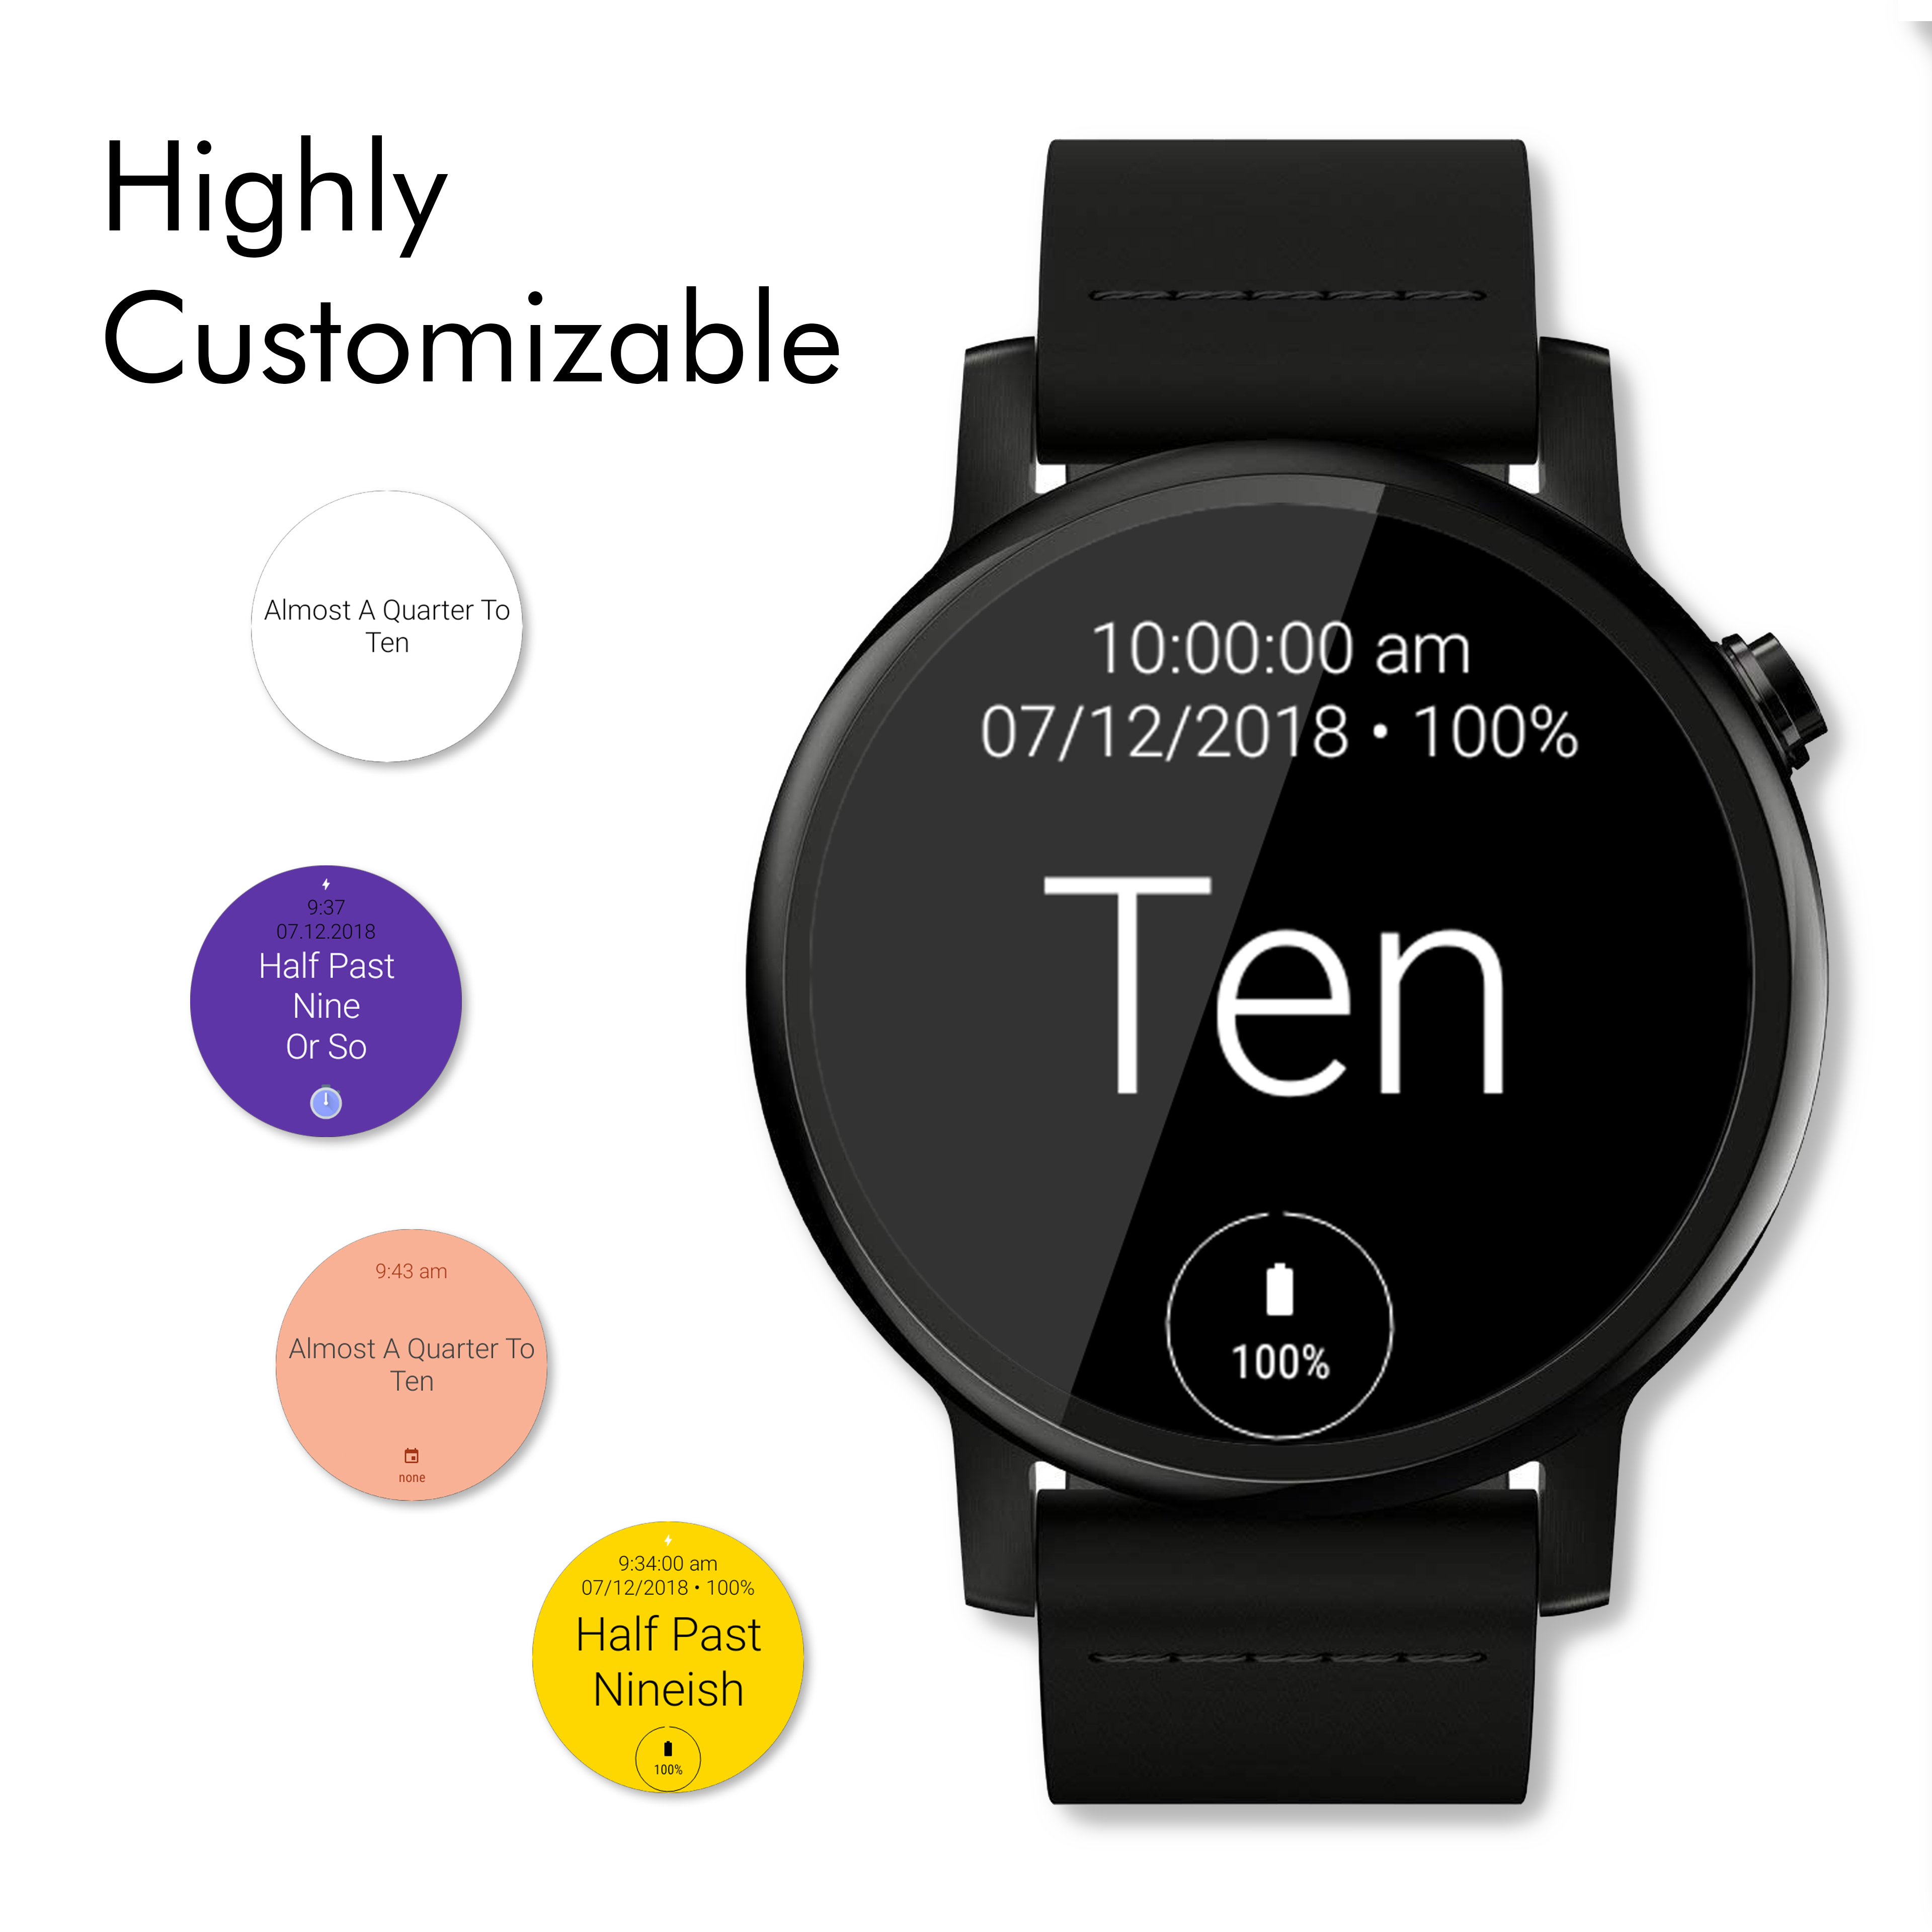 Highly
Customizable
Almost A Quarter To
Ten
9:37
07.12.2018
Half Past
Nine
Or So
9:43 am
Almost A Quarter To
Ten
none
9:34:00 am
07/12/2018 • 100%
Half Past
Nineish
100%
10:00:00 am
07/12/2018 • 100%
Ten
100%